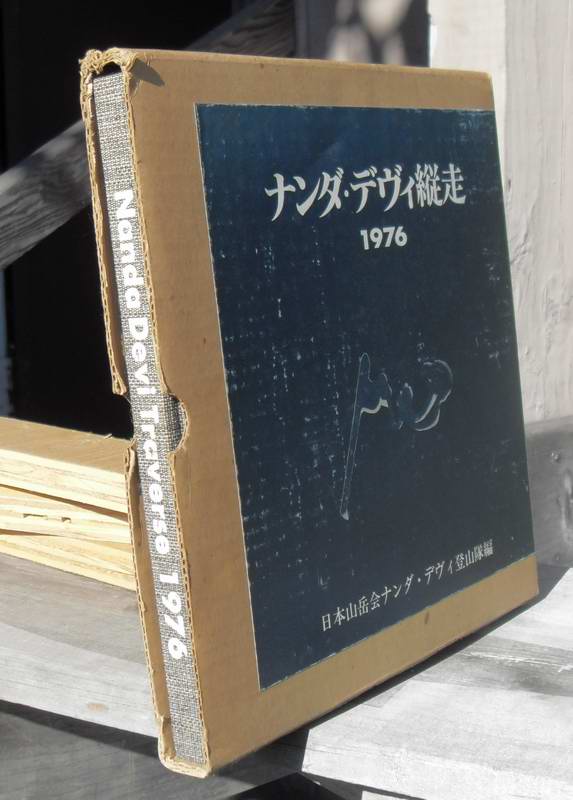 Nanda Devi Traverse 1976
ナンダ・デヴィ縦走
1976
日本山岳会ナンダ・デヴィ登山隊編